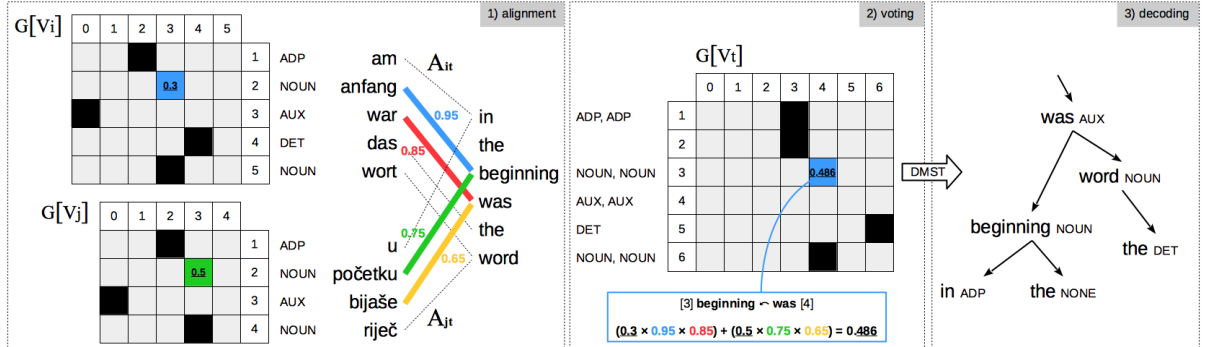 1) alignment
G[Vi]
0 1 2 3 4 5
1 ADP
0.3 2 NOUN
3 AUX
4 DET
5 NOUN
G[Vj]
0 1 2 3 4
1 ADP
0.5 2 NOUN
3 AUX
4 NOUN
am
anfang
war
das
wort
u
početku
bijaše
riječ
Ait
0.95
0.85
0.75
0.65
Ajt
in
the
beginning
was
the
word
2) voting
G[Vt]
0 1 2 3 4 5 6
ADP, ADP 1
2
NOUN, NOUN 3 0.486
AUX, AUX 4
DET 5
NOUN, NOUN 6
[3] beginning ↶ was [4]
(0.3 × 0.95 × 0.85) + (0.5 × 0.75 × 0.65) = 0.486
DMST
3) decoding
was AUX
word NOUN
beginning NOUN
the DET
in ADP the NONE